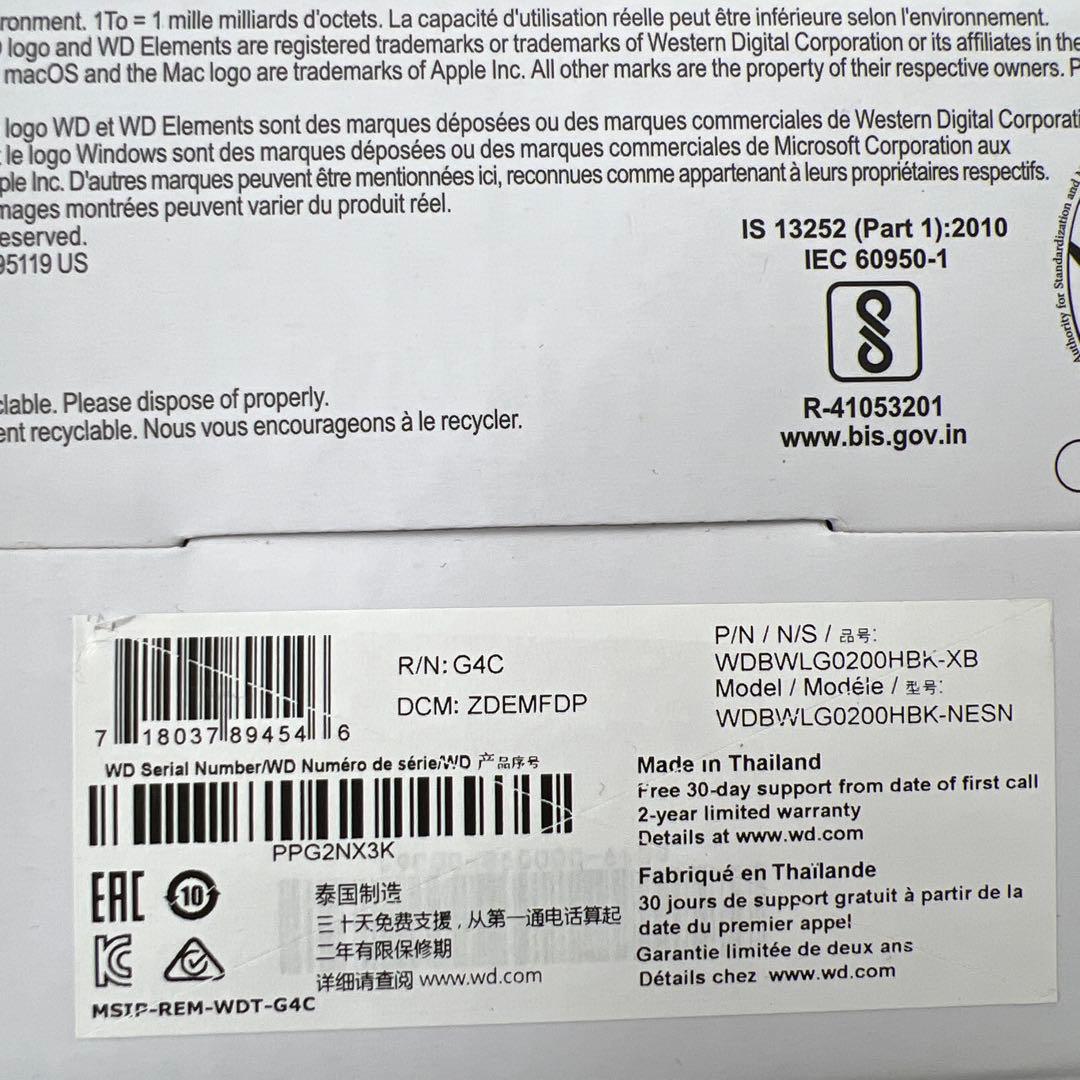 ronment. 1To = 1 mille milliards d'octets. La capacité d'utilisation réelle peut être inférieure selon l'environnement.
logo and WD Elements are registered trademarks or trademarks of Western Digital Corporation or its affiliates in the
macOS and the Mac logo are trademarks of Apple Inc. All other marks are the property of their respective owners. P
logo WD et WD Elements sont des marques déposées ou des marques commerciales de Western Digital Corporati
le logo Windows sont des marques déposées ou des marques commerciales de Microsoft Corporation aux
ple Inc. D'autres marques peuvent être mentionnées ici, reconnues comme appartenant à leurs propriétaires respectifs.
mages montrées peuvent varier du produit réel.
eserved.
95119 US
IS 13252 (Part 1):2010
IEC 60950-1
R-41053201
www.bis.gov.in
Authority for Standardization and
clable. Please dispose of properly.
ent recyclable. Nous vous encourageons à le recycler.
7 18037 89454 6
R/N: G4C
DCM: ZDEMFDP
P/N / N/S / 品号:
WDBWLG0200HBK-XB
Model / Modéle / 型号:
WDBWLG0200HBK-NESN
WD Serial Number/WD Numéro de série/WD 产品序号
PPG2NX3K
Made in Thailand
Free 30-day support from date of first call
2-year limited warranty
Details at www.wd.com
Fabriqué en Thaïlande
30 jours de support gratuit à partir de la
date du premier appel
Garantie limitée de deux ans
Détails chez www.wd.com
EAC
10
泰国制造
三十天免费支援，从第一通电话算起
二年有限保修期
详细请查阅 www.wd.com
MSIP-REM-WDT-G4C